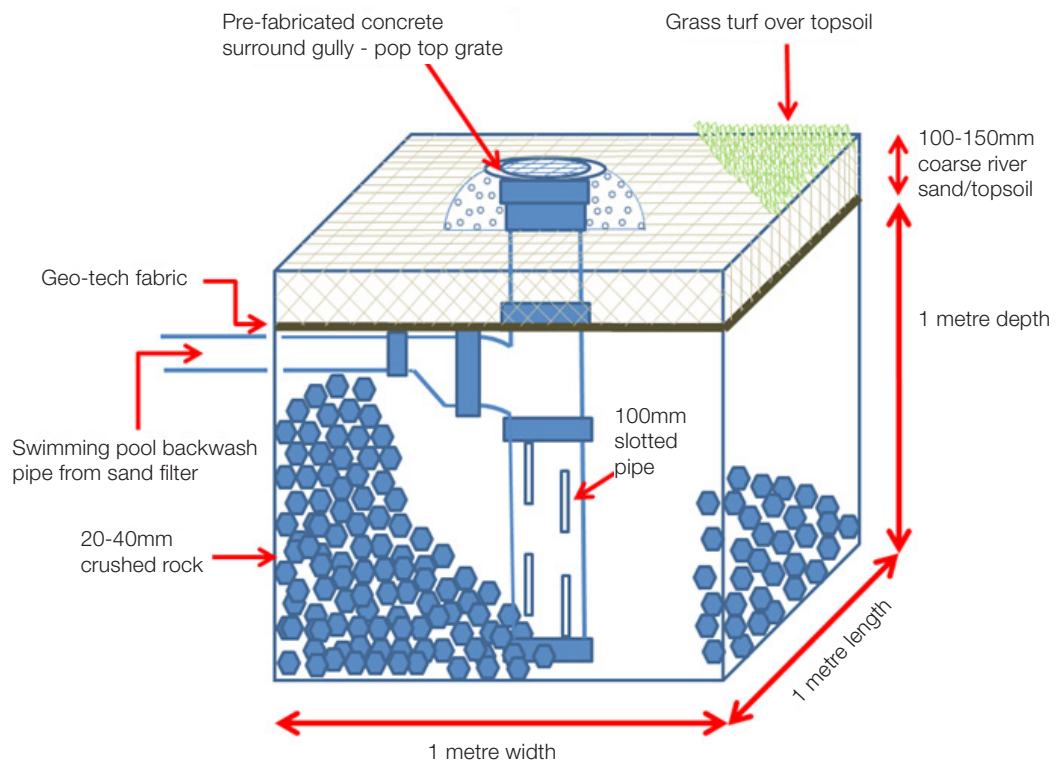 Pre-fabricated concrete
surround gully - pop top grate
Grass turf over topsoil
100-150mm
coarse river
sand/topsoil
Geo-tech fabric
1 metre depth
Swimming pool backwash
pipe from sand filter
100mm
slotted
pipe
20-40mm
crushed rock
1 metre length
1 metre width